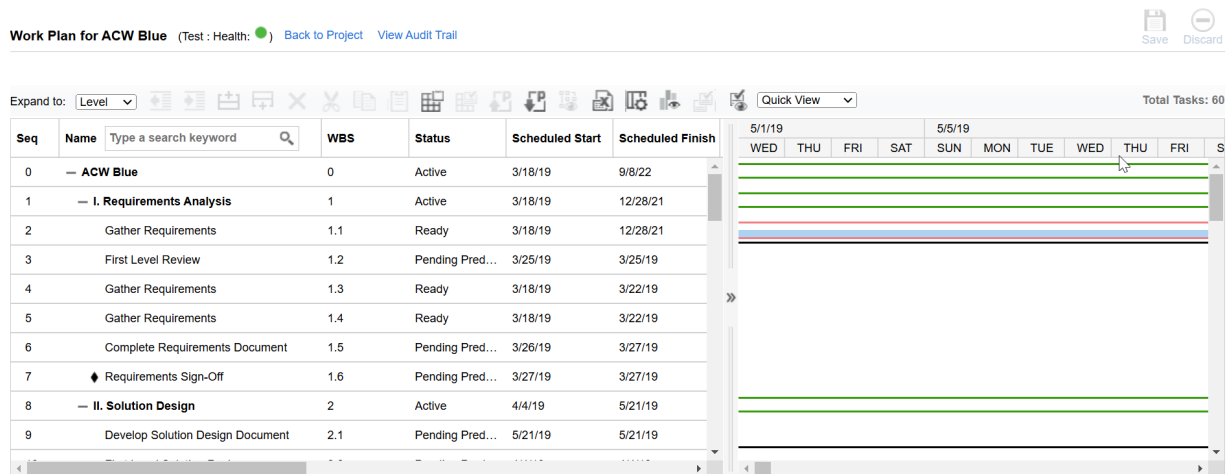 Work Plan for ACW Blue (Test : Health: ) Back to Project View Audit Trail
Save Discard
Expand to: Level Quick View Total Tasks: 60
Seq Name Type a search keyword WBS Status Scheduled Start Scheduled Finish
5/1/19 5/5/19
WED THU FRI SAT SUN MON TUE WED THU FRI S
0 ACW Blue 0 Active 3/18/19 9/8/22
1 I. Requirements Analysis 1 Active 3/18/19 12/28/21
2 Gather Requirements 1.1 Ready 3/18/19 12/28/21
3 First Level Review 1.2 Pending Pred... 3/25/19 3/25/19
4 Gather Requirements 1.3 Ready 3/18/19 3/22/19
5 Gather Requirements 1.4 Ready 3/18/19 3/22/19
6 Complete Requirements Document 1.5 Pending Pred... 3/26/19 3/27/19
7 Requirements Sign-Off 1.6 Pending Pred... 3/27/19 3/27/19
8 II. Solution Design 2 Active 4/4/19 5/21/19
9 Develop Solution Design Document 2.1 Pending Pred... 5/21/19 5/21/19